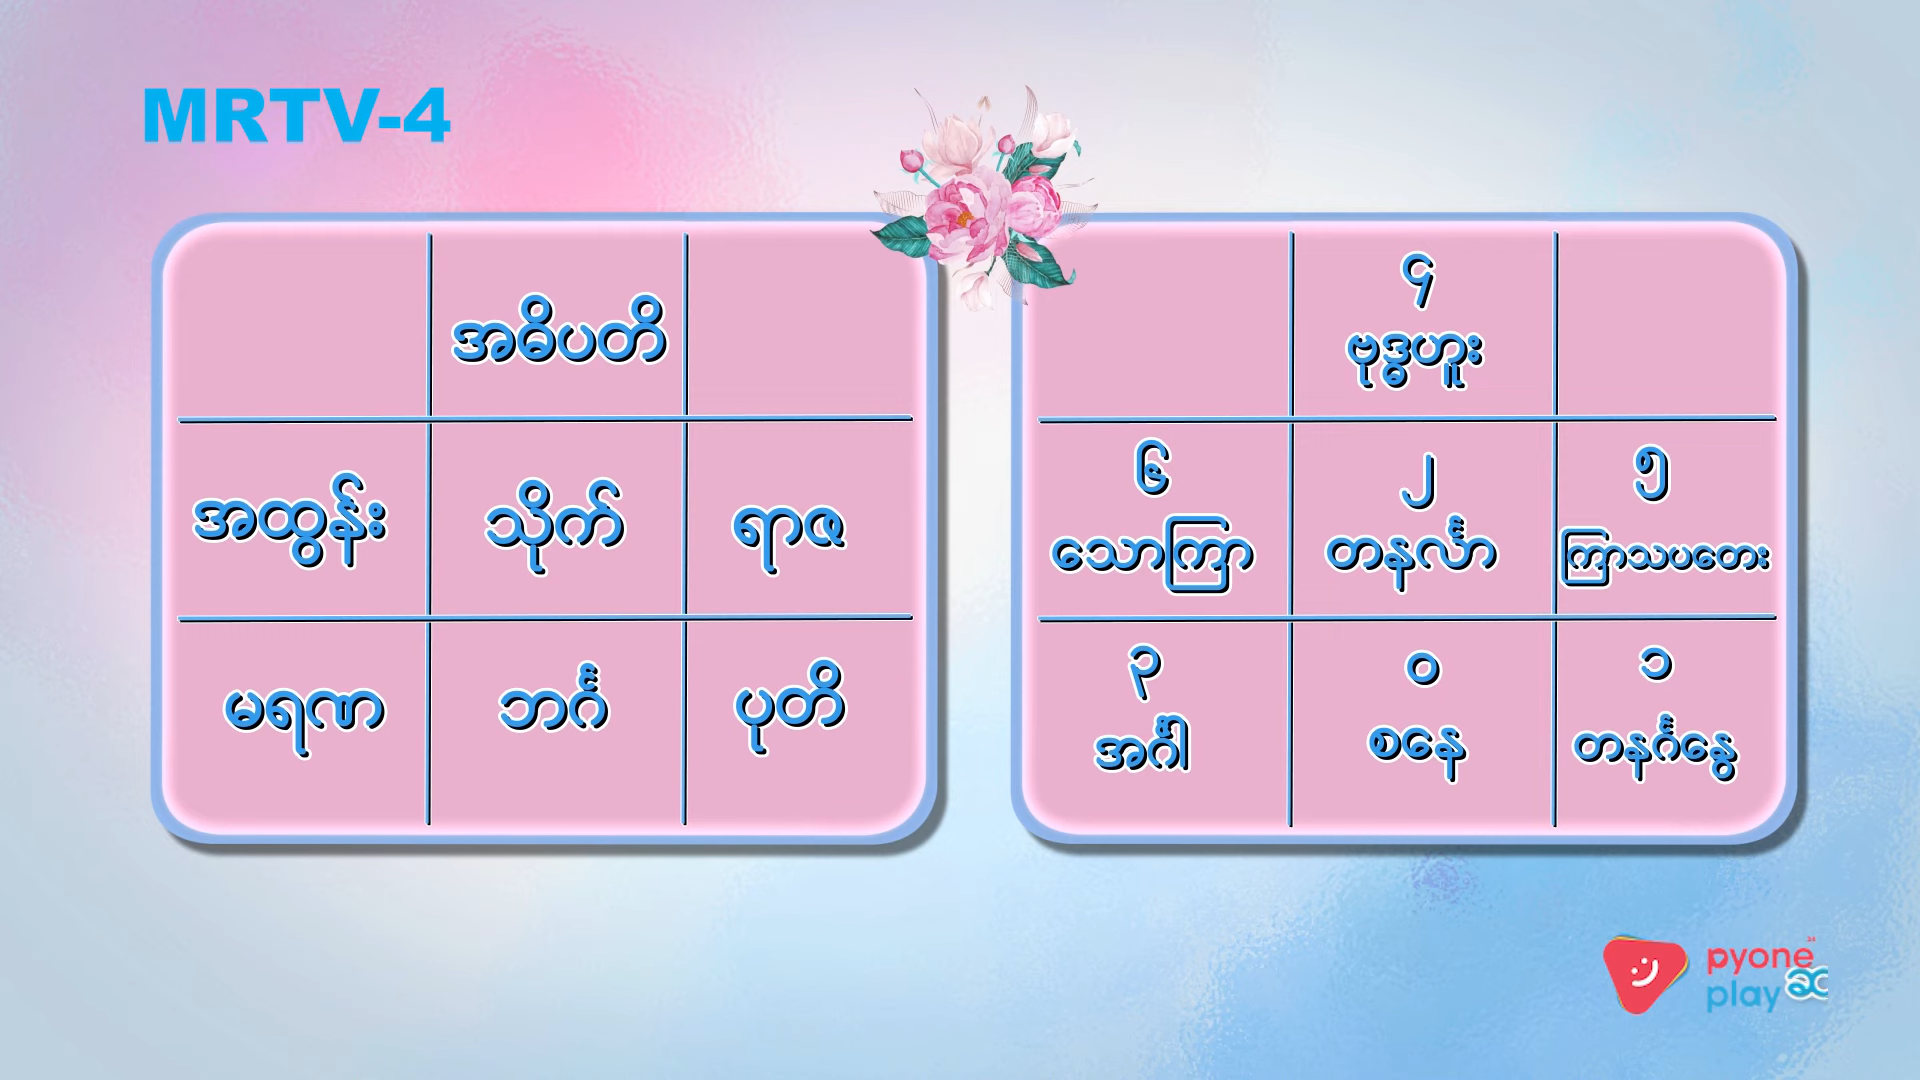 MRTV-4
အဓိပတိ
အထွန်း သိုက် ရာဇ
မရဏ ဘင်္ဂ ပုတိ
၄
ဗုဒ္ဓဟူး
၆ ၂ ၅
သောကြာ တနင်္လာ ကြာသပတေး
၃ ၀ ၁
အင်္ဂါ စနေ တနင်္ဂနွေ
pyone
play